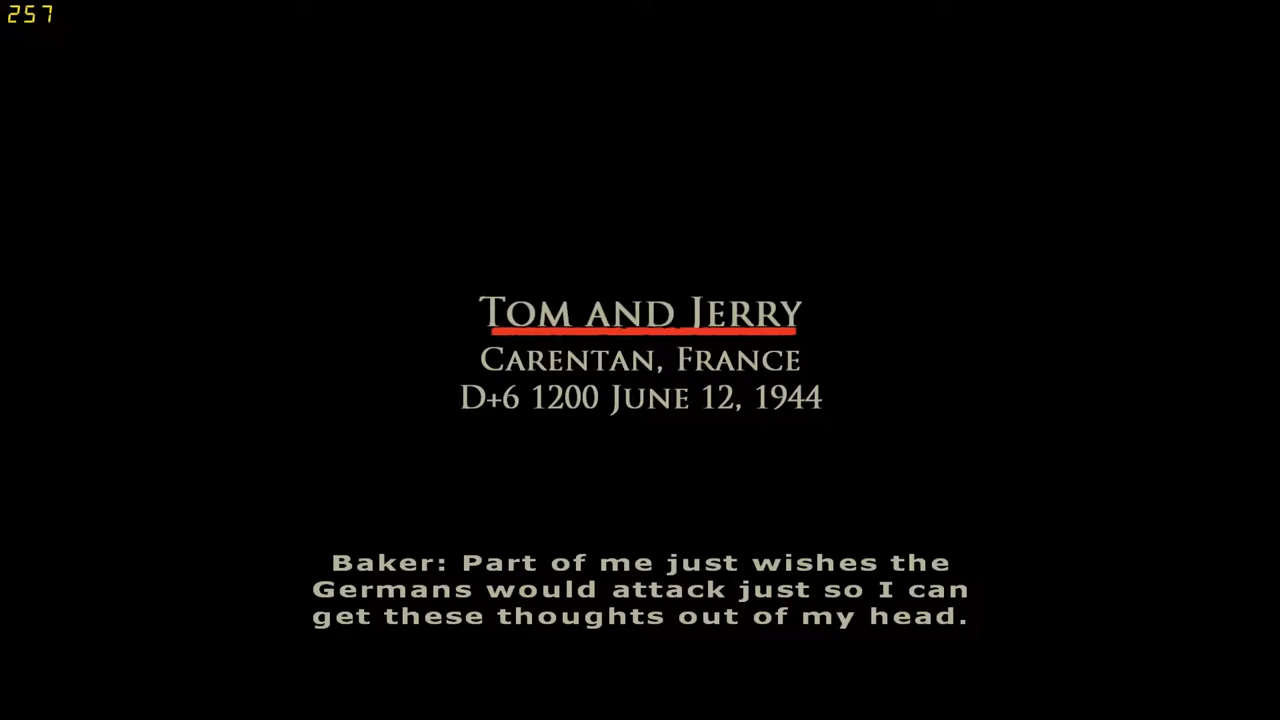 257
Tom and Jerry
Carentan, France
D+6 1200 June 12, 1944
Baker: Part of me just wishes the
Germans would attack just so I can
get these thoughts out of my head.